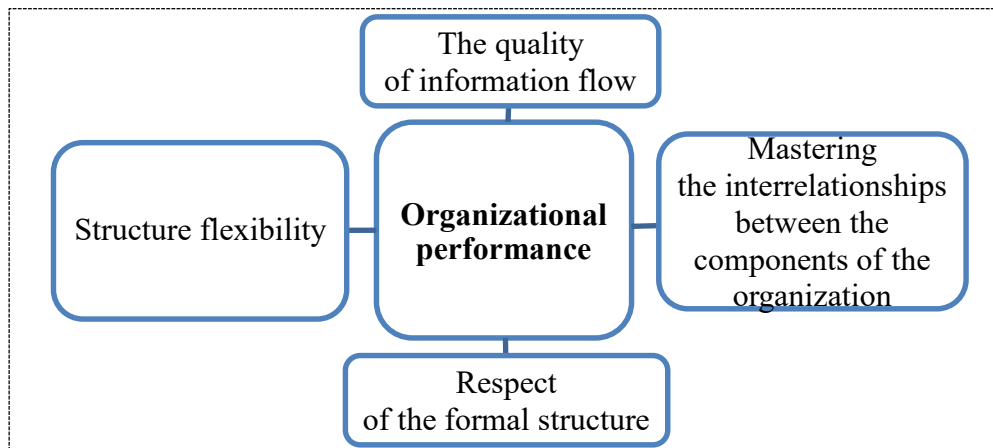 The quality
of information flow
Structure flexibility
Organizational
performance
Mastering
the interrelationships
between the
components of the
organization
Respect
of the formal structure